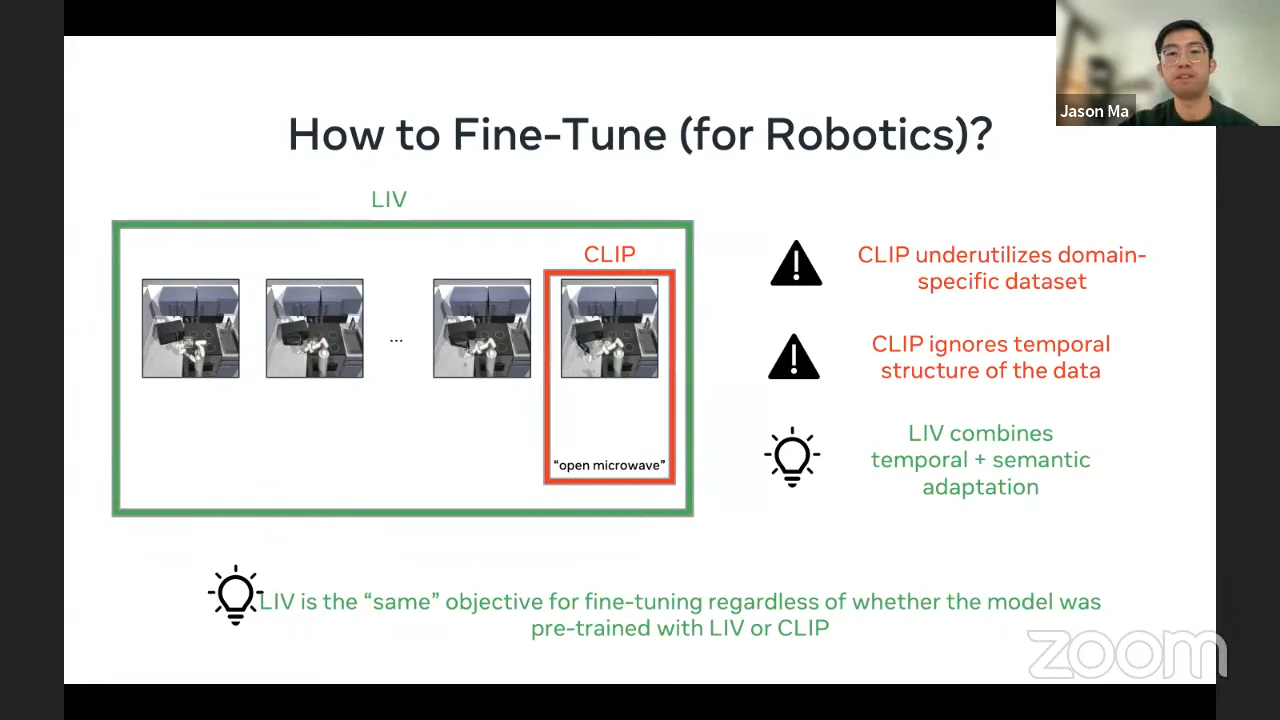 Jason Ma
How to Fine-Tune (for Robotics)?
LIV
CLIP
...
“open microwave”
CLIP underutilizes domain-
specific dataset
CLIP ignores temporal
structure of the data
LIV combines
temporal + semantic
adaptation
LIV is the “same” objective for fine-tuning regardless of whether the model was
pre-trained with LIV or CLIP
zoom